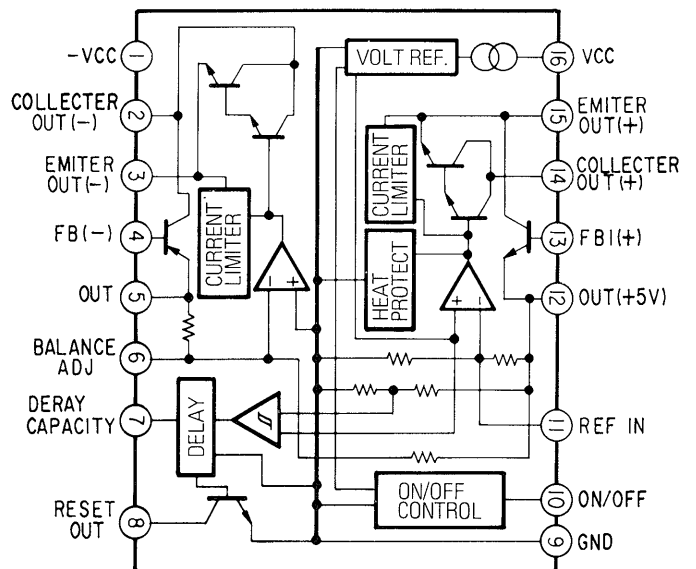 -VCC 1
COLLECTER
OUT(-) 2
EMITER
OUT(-) 3
FB(-) 4
OUT 5
BALANCE
ADJ 6
DERAY
CAPACITY 7
RESET
OUT 8
CURRENT
LIMITER
- +
DELAY
VOLT REF.
CURRENT
LIMITER
HEAT
PROTECT
+ -
ON/OFF
CONTROL
16 VCC
15 EMITER
OUT(+)
14 COLLECTER
OUT(+)
13 FBI(+)
12 OUT(+5V)
11 REF IN
10 ON/OFF
9 GND